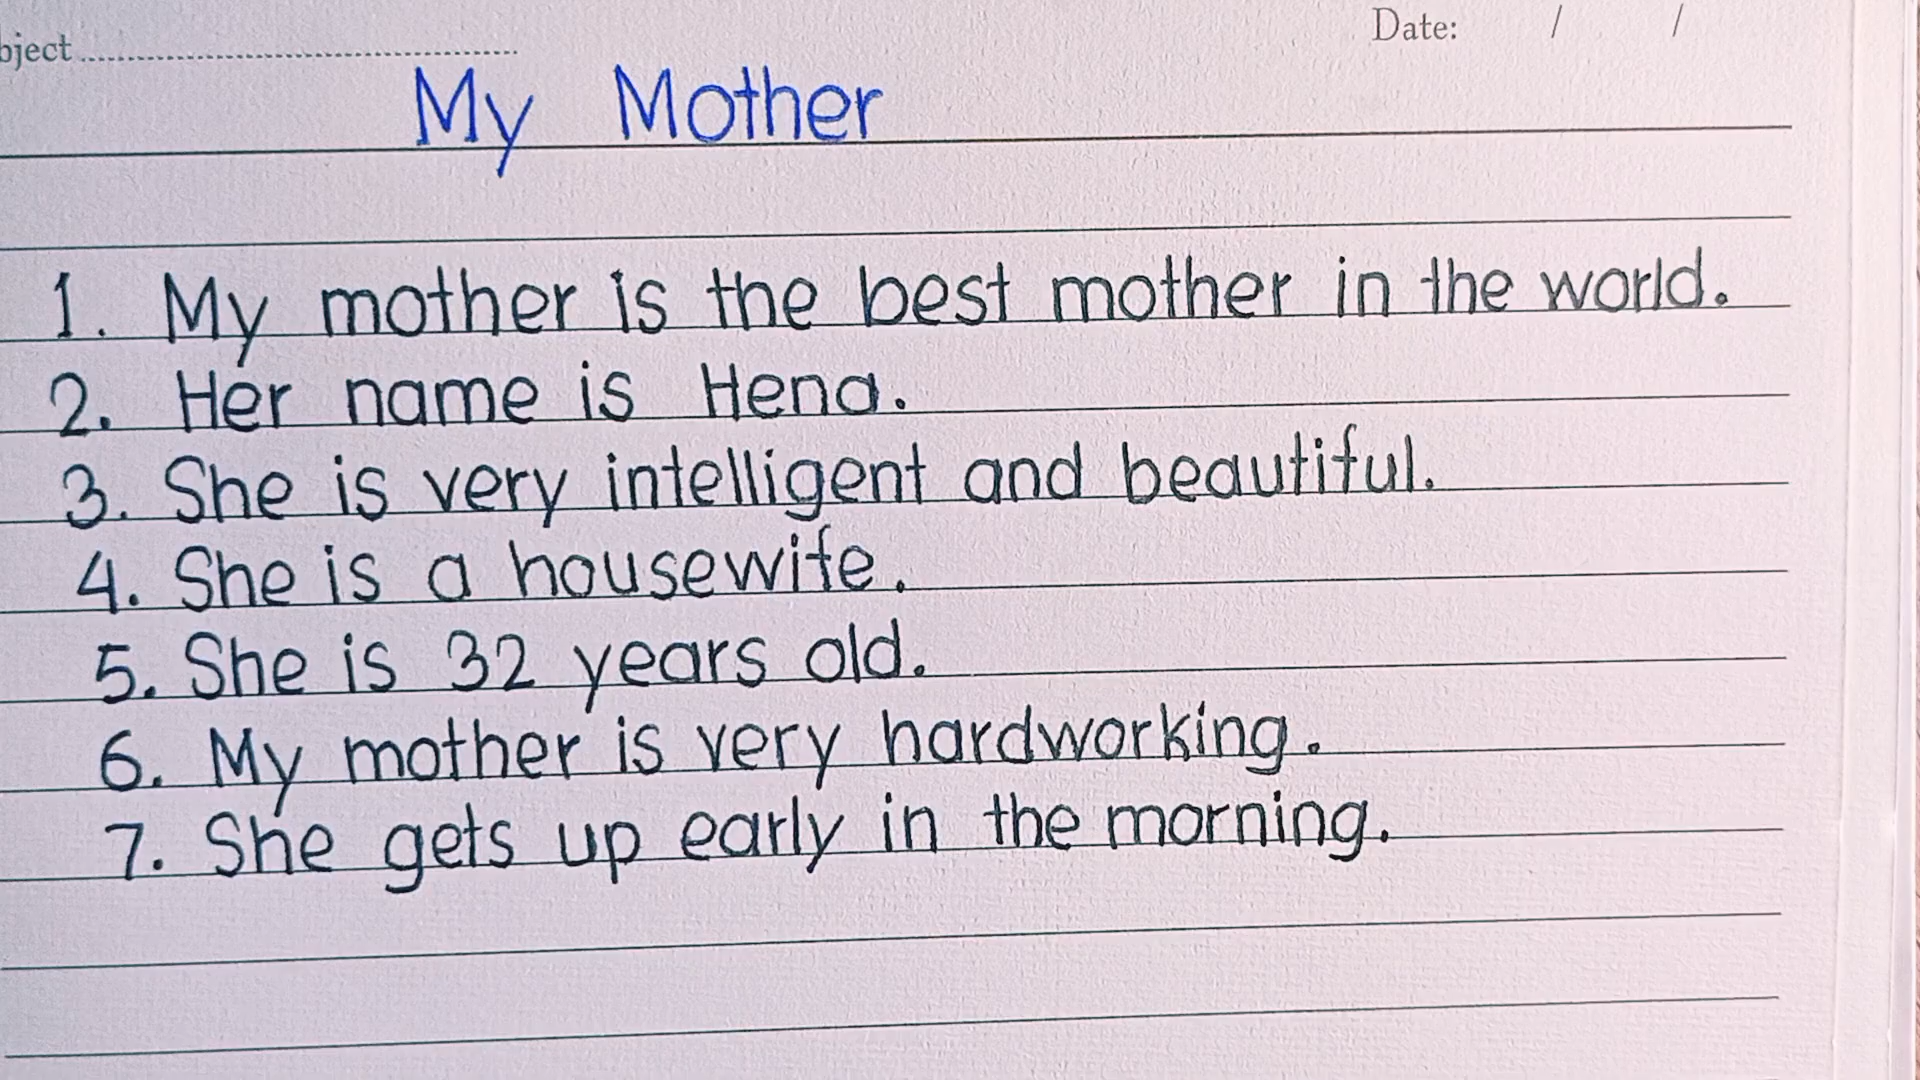 bject
Date: / /
My Mother
1. My mother is the best mother in the world.
2. Her name is Hena.
3. She is very intelligent and beautiful.
4. She is a housewife.
5. She is 32 years old.
6. My mother is very hardworking.
7. She gets up early in the morning.